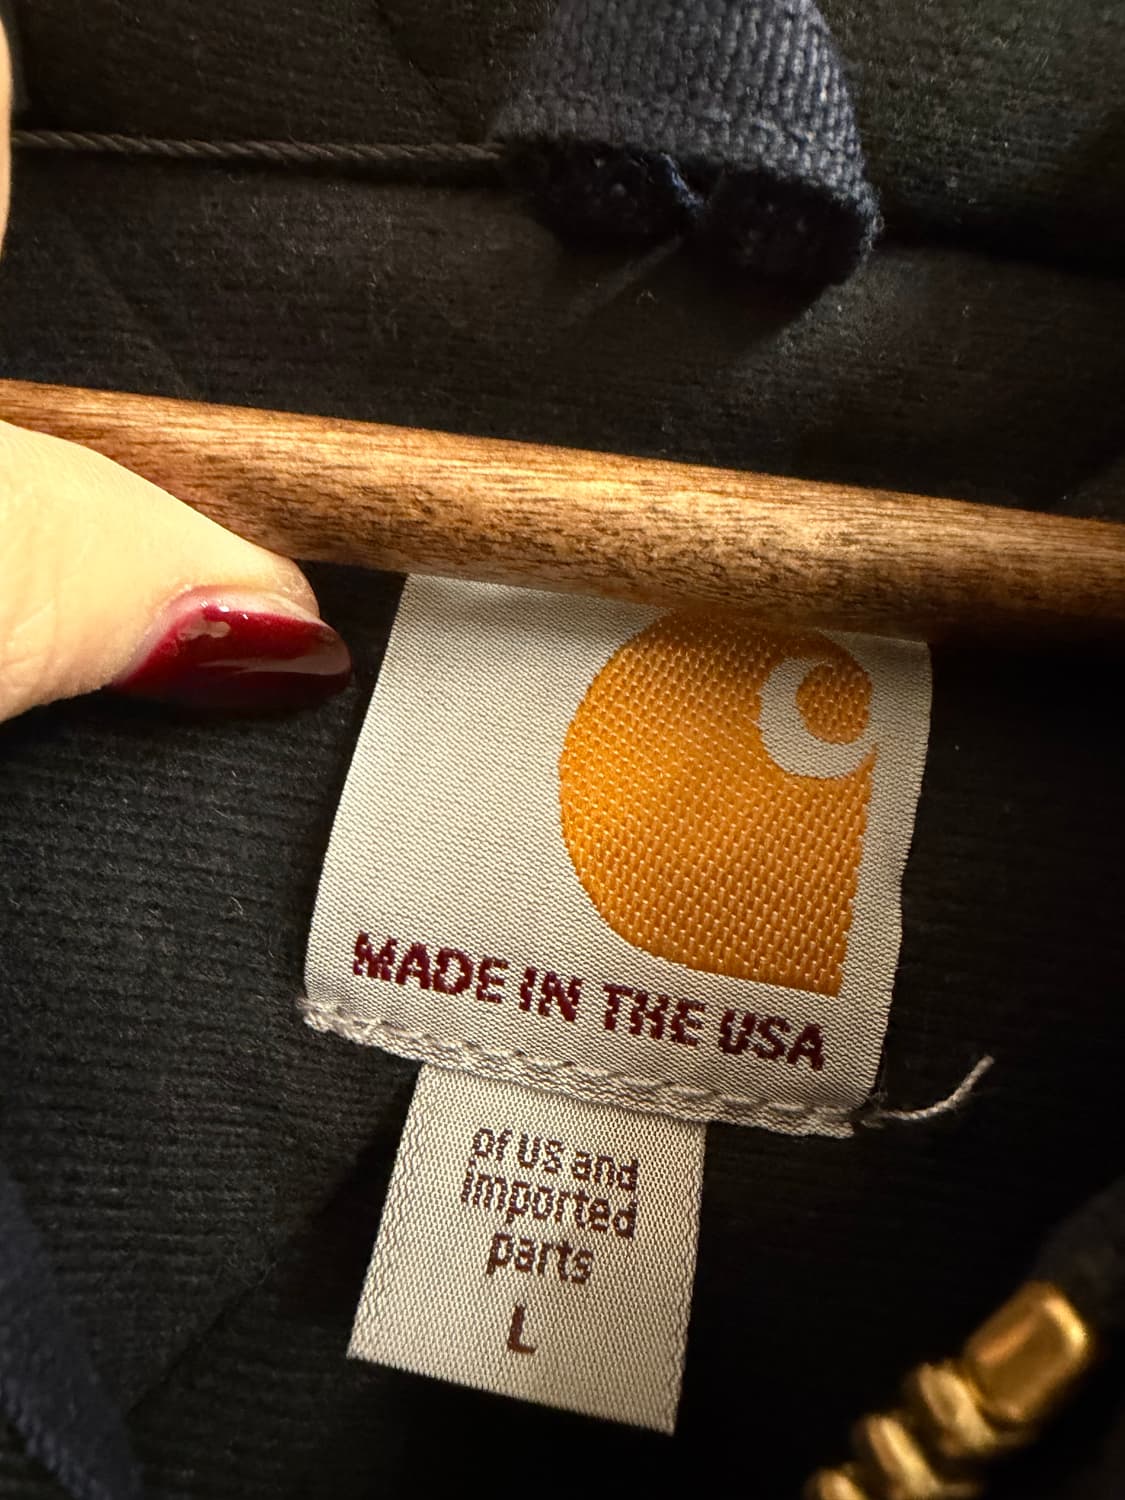 MADE IN THE USA
of US and
imported
parts
L